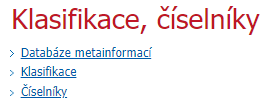 Klasifikace, číselníky
Databáze metainformací
Klasifikace
Číselníky